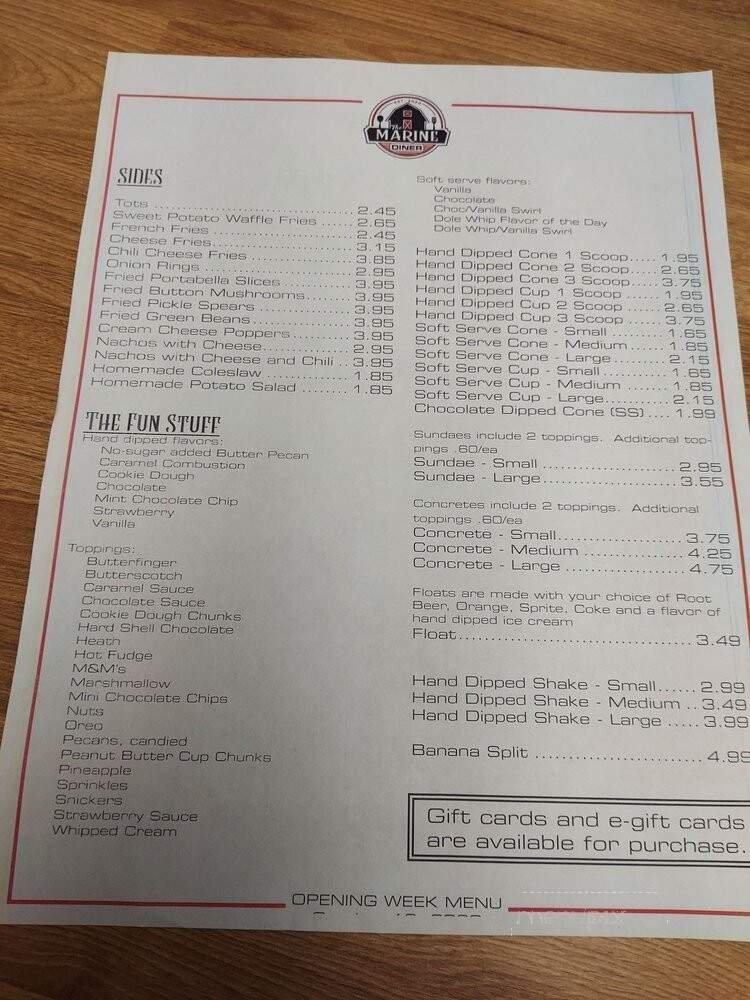 The
MARINE
DINER
SIDES
Tots ........................... 2.45
Sweet Potato Waffle Fries ...... 2.65
French Fries.................... 2.45
Cheese Fries.................... 3.15
Chili Cheese Fries ............. 3.85
Onion Rings .................... 2.95
Fried Portabella Slices......... 3.95
Fried Button Mushrooms.......... 3.95
Fried Pickle Spears ............ 3.95
Fried Green Beans............... 3.95
Cream Cheese Poppers............ 3.95
Nachos with Cheese.............. 2.95
Nachos with Cheese and Chili .. 3.95
Homemade Coleslaw .............. 1.85
Homemade Potato Salad ........ 1.85
THE FUN STUFF
Hand dipped flavors:
No-sugar added Butter Pecan
Caramel Combustion
Cookie Dough
Chocolate
Mint Chocolate Chip
Strawberry
Vanilla
Toppings:
Butterfinger
Butterscotch
Caramel Sauce
Chocolate Sauce
Cookie Dough Chunks
Hard Shell Chocolate
Heath
Hot Fudge
M&M's
Marshmallow
Mini Chocolate Chips
Nuts
Oreo
Pecans, candied
Peanut Butter Cup Chunks
Pineapple
Sprinkles
Snickers
Strawberry Sauce
Whipped Cream
Soft serve flavors:
Vanilla
Chocolate
Choc/Vanilla Swirl
Dole Whip Flavor of the Day
Dole Whip/Vanilla Swirl
Hand Dipped Cone 1 Scoop..... 1.95
Hand Dipped Cone 2 Scoop..... 2.65
Hand Dipped Cone 3 Scoop..... 3.75
Hand Dipped Cup 1 Scoop ..... 1.95
Hand Dipped Cup 2 Scoop ..... 2.65
Hand Dipped Cup 3 Scoop ..... 3.75
Soft Serve Cone - Small ........ 1.65
Soft Serve Cone - Medium..... 1.85
Soft Serve Cone - Large........ 2.15
Soft Serve Cup - Small.......... 1.65
Soft Serve Cup - Medium ...... 1.85
Soft Serve Cup - Large.......... 2.15
Chocolate Dipped Cone (SS).... 1.99
Sundaes include 2 toppings. Additional top-
pings .60/ea
Sundae - Small .................. 2.95
Sundae - Large................... 3.55
Concretes include 2 toppings. Additional
toppings .60/ea
Concrete - Small................. 3.75
Concrete - Medium ............... 4.25
Concrete - Large ................ 4.75
Floats are made with your choice of Root
Beer, Orange, Sprite, Coke and a flavor of
hand dipped ice cream
Float............................ 3.49
Hand Dipped Shake - Small...... 2.99
Hand Dipped Shake - Medium .. 3.49
Hand Dipped Shake - Large ..... 3.99
Banana Split ........................ 4.99
Gift cards and e-gift cards
are available for purchase.
OPENING WEEK MENU